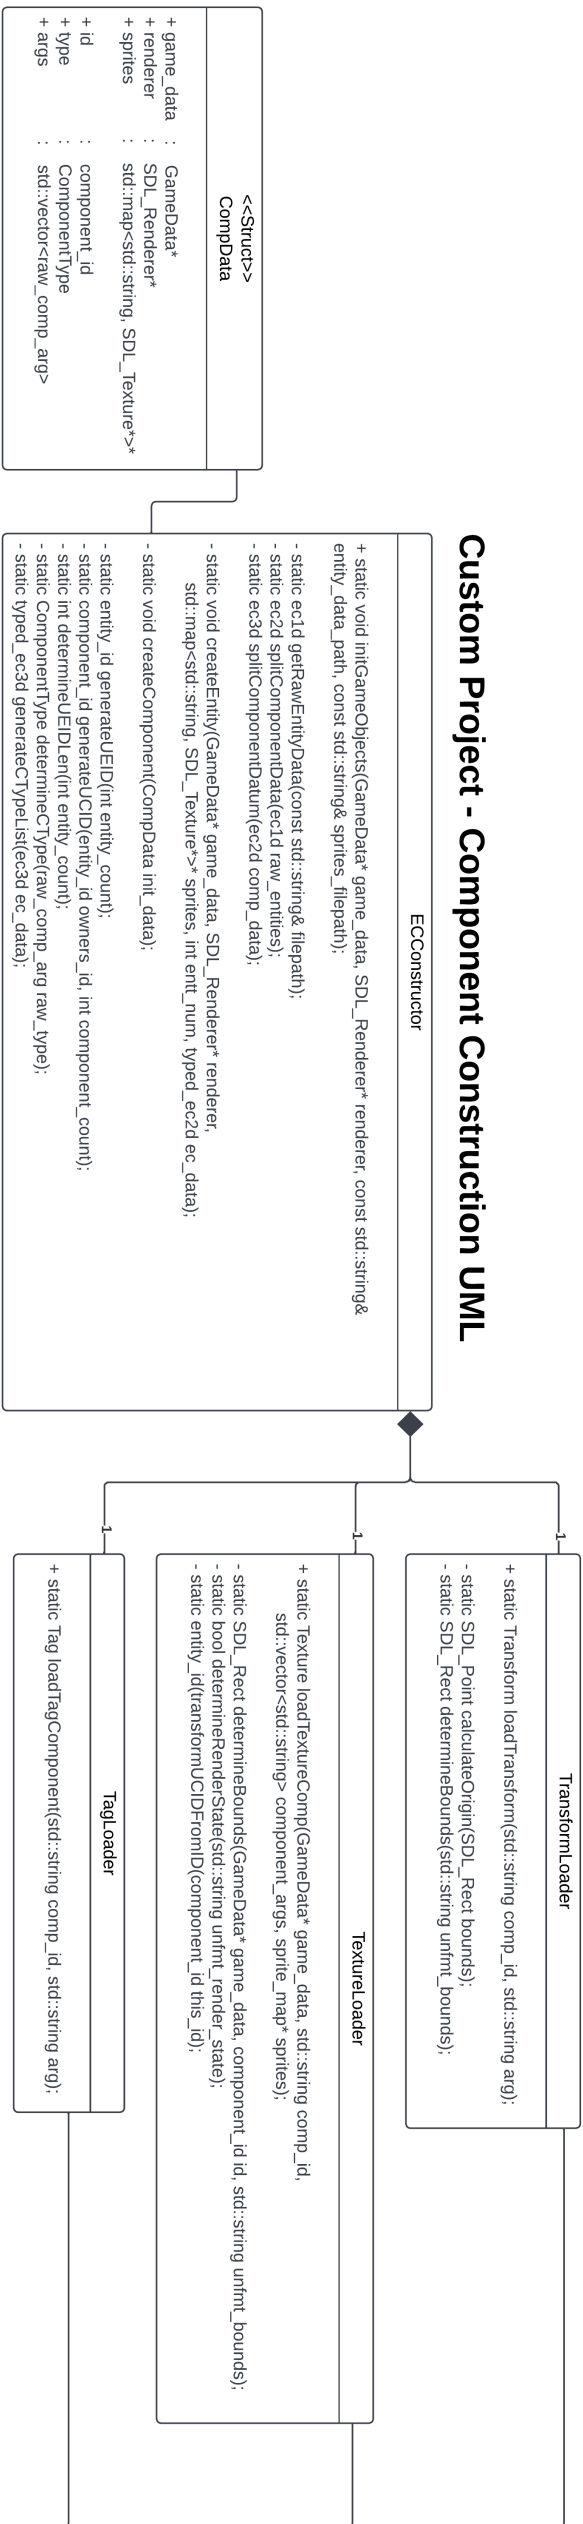 Custom Project - Component Construction UML
<<Struct>>
CompData
+ game_data : GameData*
+ renderer : SDL_Renderer*
+ sprites : std::map<std::string, SDL_Texture*>*
+ id : component_id
+ type : ComponentType
+ args : std::vector<raw_comp_arg>
ECConstructor
+ static void initGameObjects(GameData* game_data, SDL_Renderer* renderer, const std::string&
entity_data_path, const std::string& sprites_filepath);
- static ec1d getRawEntityData(const std::string& filepath);
- static ec2d splitComponentData(ec1d raw_entities);
- static ec3d splitComponentDatum(ec2d comp_data);
- static void createEntity(GameData* game_data, SDL_Renderer* renderer,
std::map<std::string, SDL_Texture*>* sprites, int entt_num, typed_ec2d ec_data);
- static void createComponent(CompData init_data);
- static entity_id generateUEID(int entity_count);
- static component_id generateUCID(entity_id owners_id, int component_count);
- static int determineUEIDLen(int entity_count);
- static ComponentType determineCType(raw_comp_arg raw_type);
- static typed_ec3d generateCTypeList(ec3d ec_data);
1
TransformLoader
+ static Transform loadTransform(std::string comp_id, std::string arg);
- static SDL_Point calculateOrigin(SDL_Rect bounds);
- static SDL_Rect determineBounds(std::string unfmt_bounds);
1
TextureLoader
+ static Texture loadTextureComp(GameData* game_data, std::string comp_id,
std::vector<std::string> component_args, sprite_map* sprites);
- static SDL_Rect determineBounds(GameData* game_data, component_id id, std::string unfmt_bounds);
- static bool determineRenderState(std::string unfmt_render_state);
- static entity_id(transformUCIDFromID(component_id this_id);
1
TagLoader
+ static Tag loadTagComponent(std::string comp_id, std::string arg);